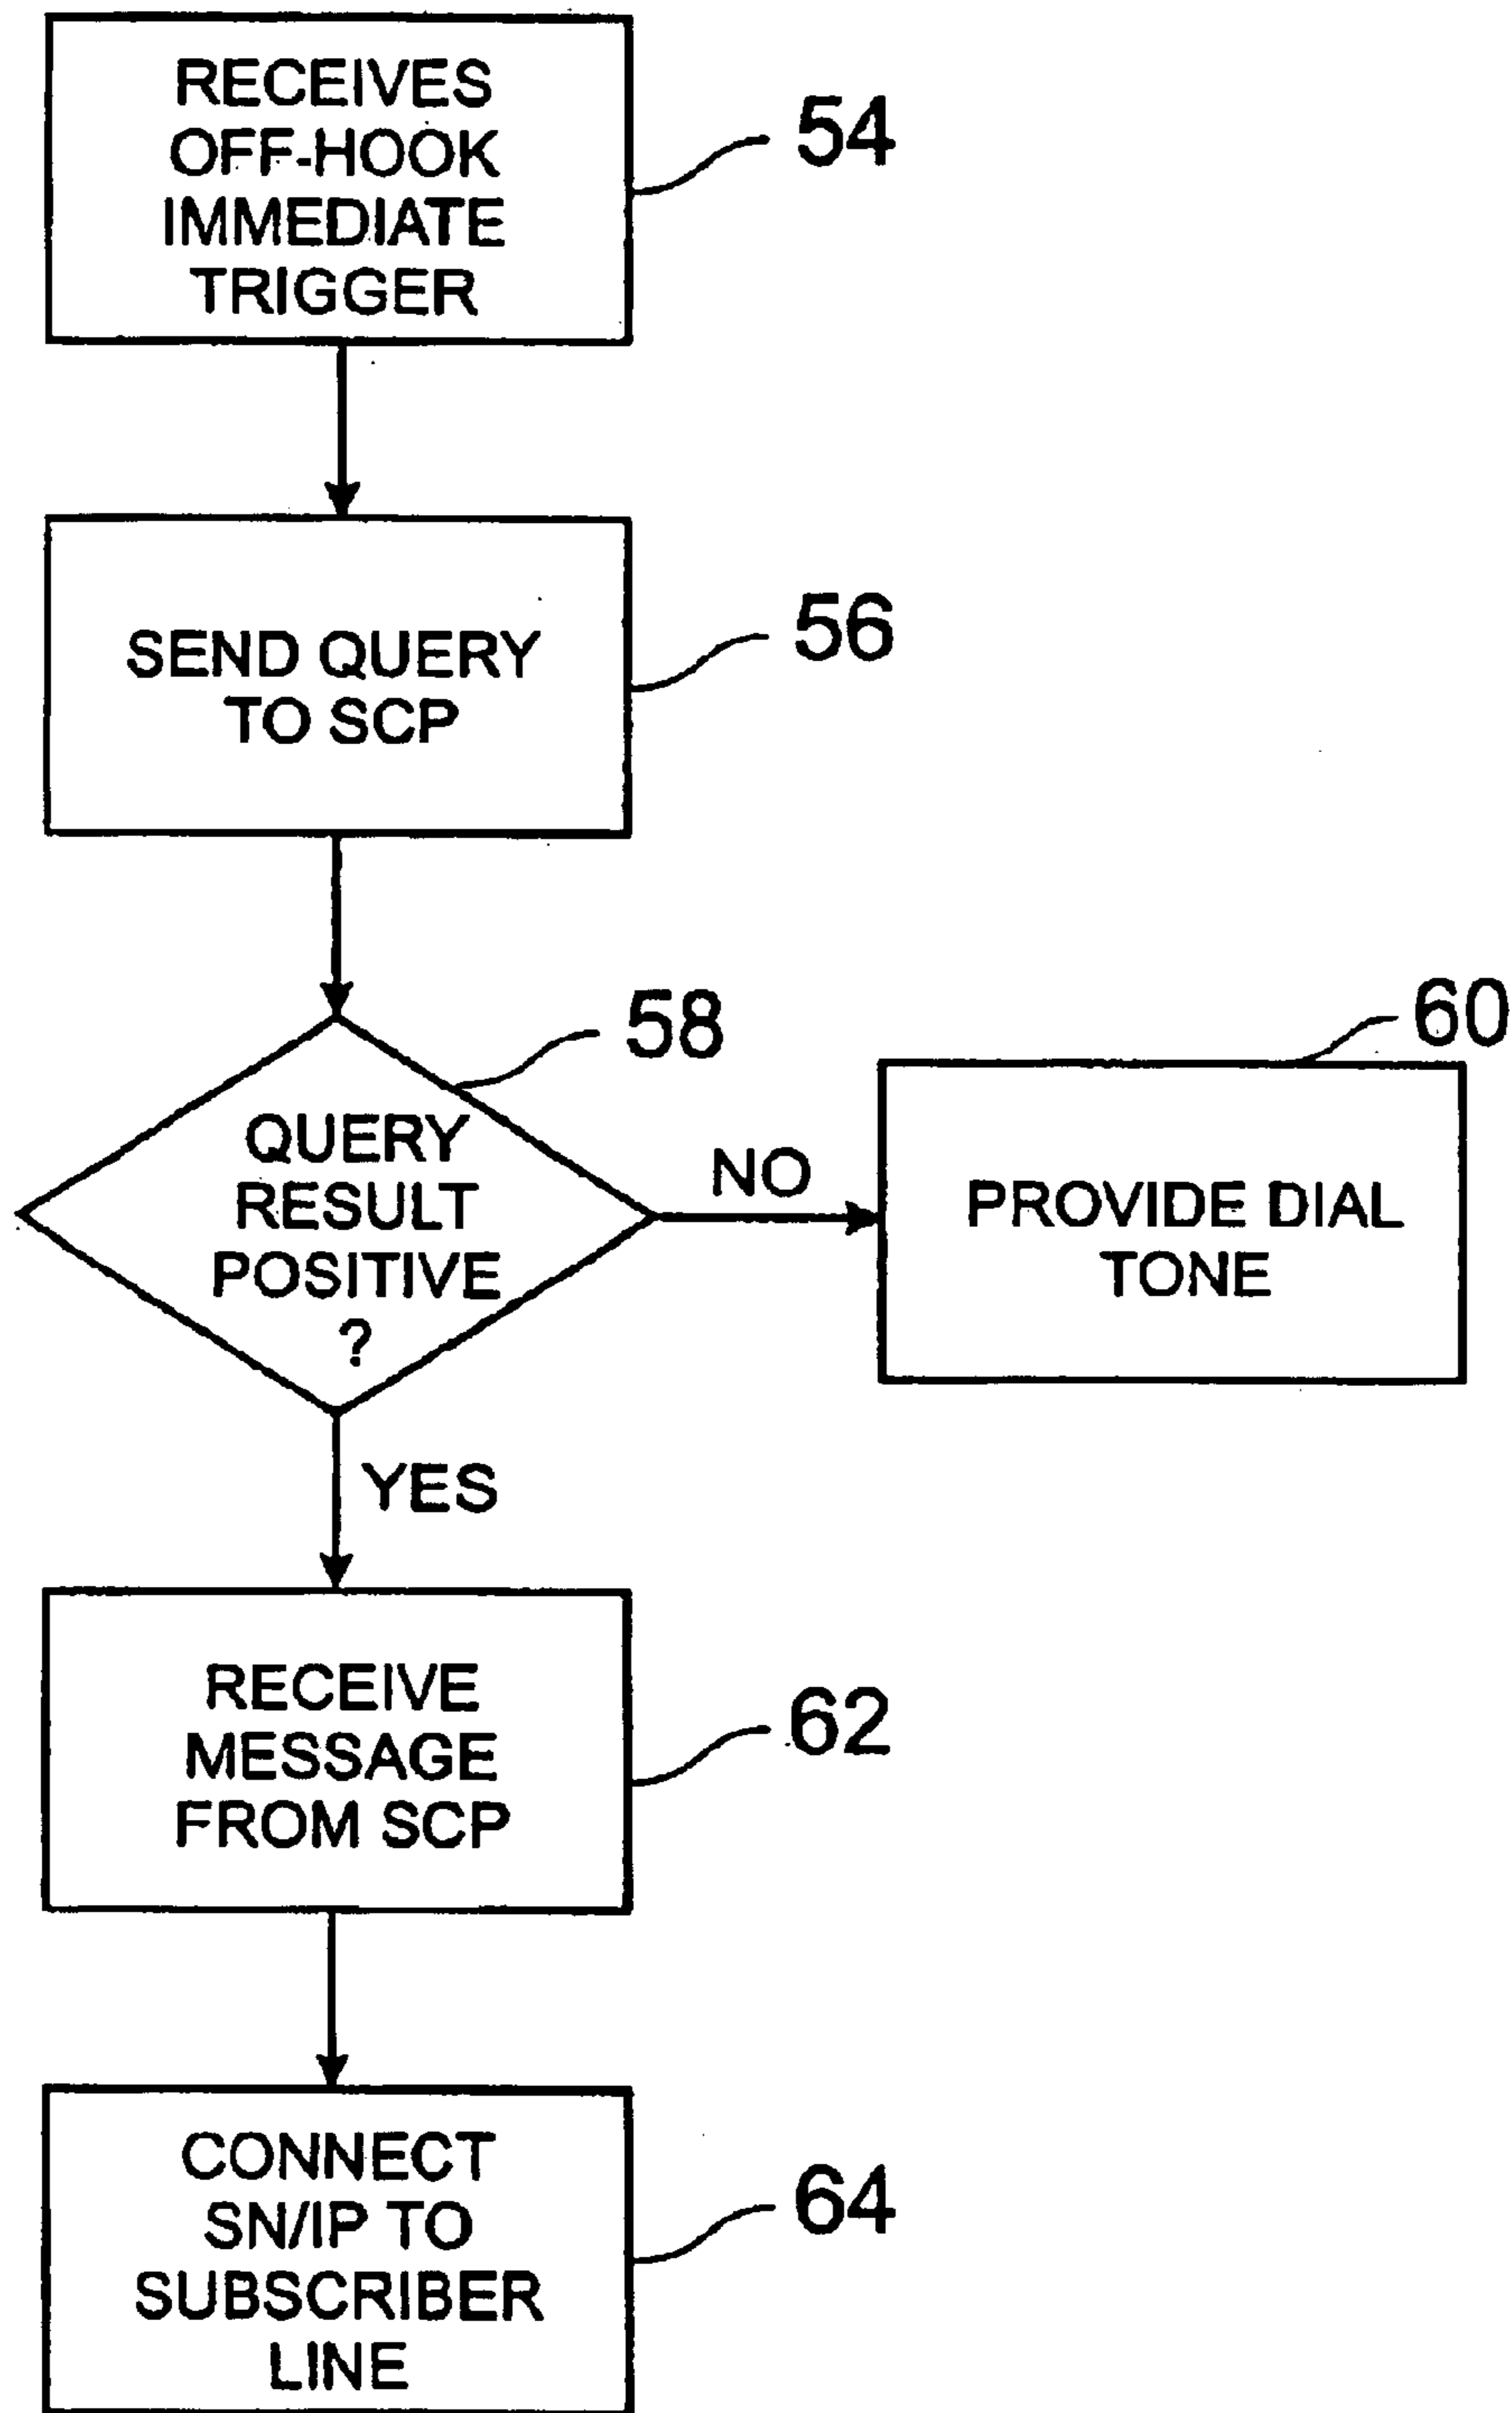 RECEIVES
OFF-HOOK
IMMEDIATE
TRIGGER
54
SEND QUERY
TO SCP
56
58
QUERY
RESULT
POSITIVE
?
NO
60
PROVIDE DIAL
TONE
YES
RECEIVE
MESSAGE
FROM SCP
62
CONNECT
SN/IP TO
SUBSCRIBER
LINE
64